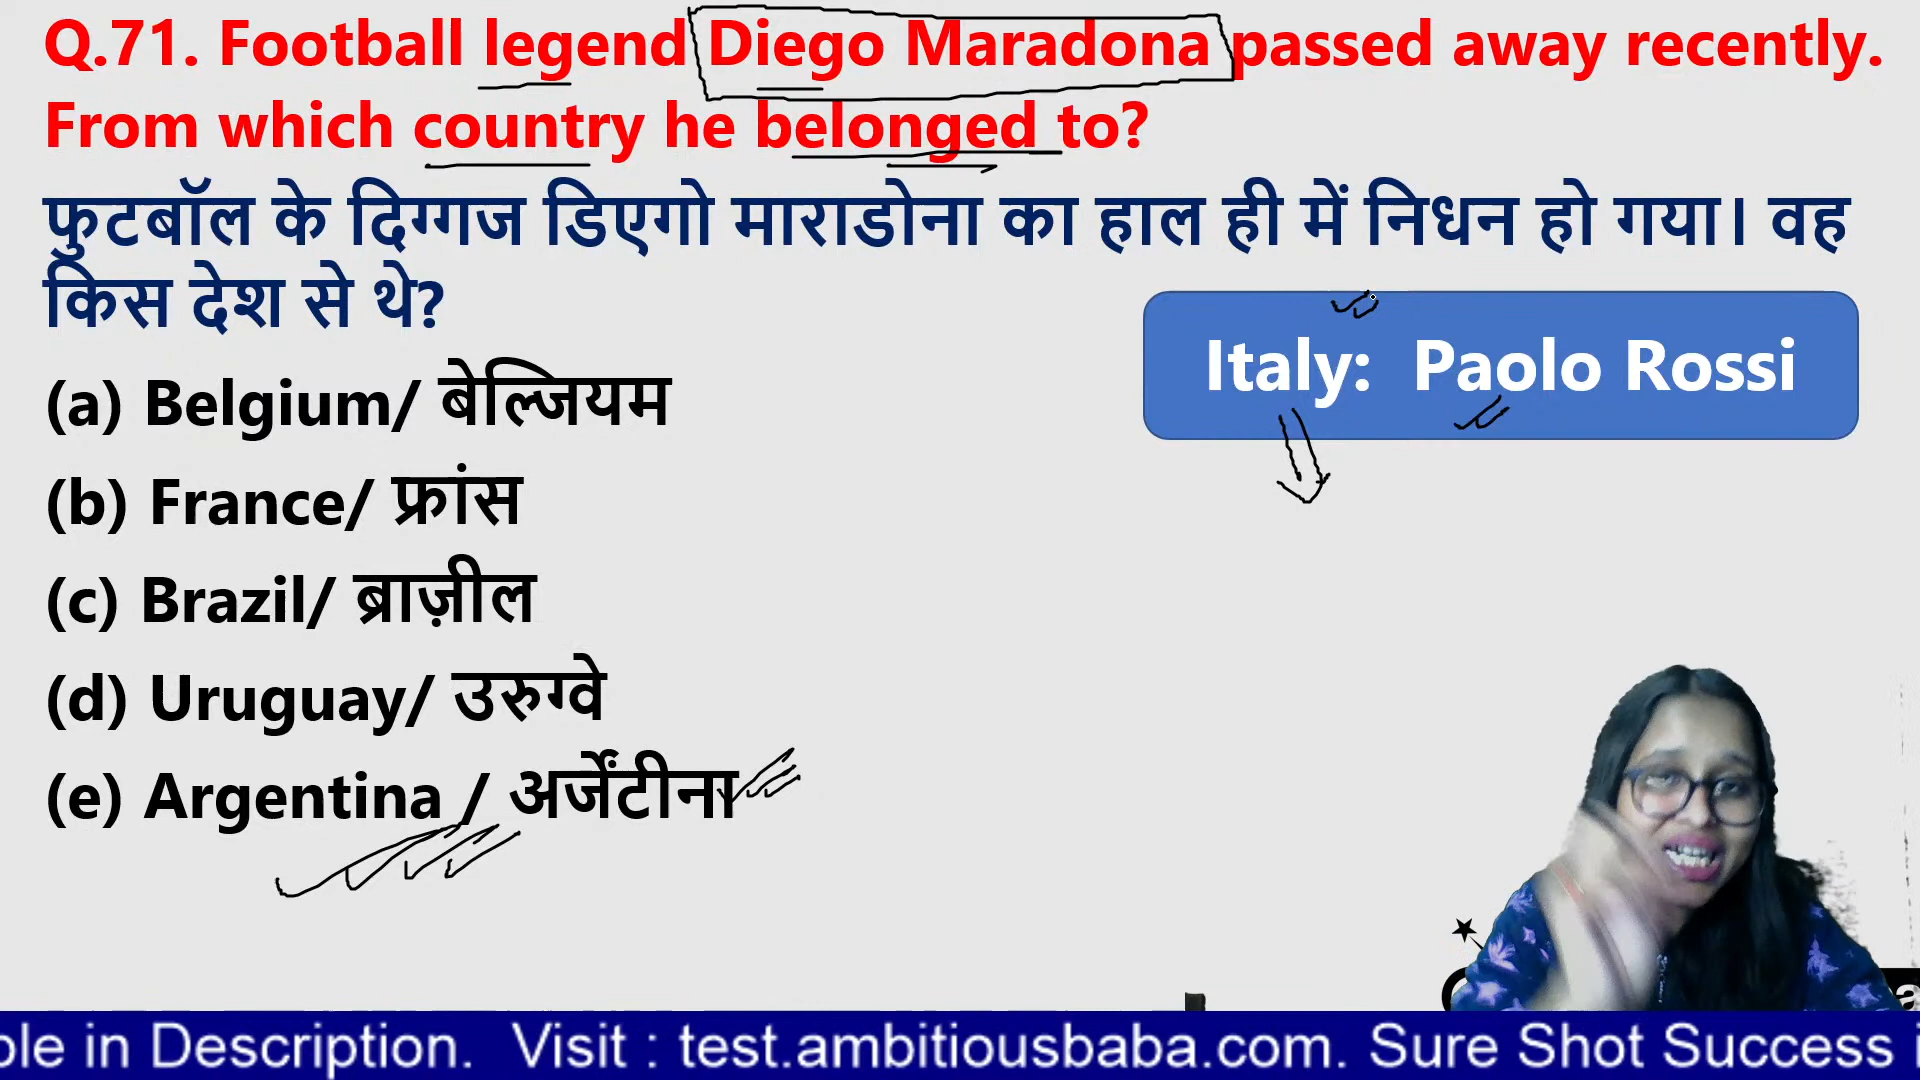 Q.71. Football legend Diego Maradona passed away recently.
From which country he belonged to?
फुटबॉल के दिग्गज डिएगो माराडोना का हाल ही में निधन हो गया। वह
किस देश से थे?
Italy: Paolo Rossi
(a) Belgium/ बेल्जियम
(b) France/ फ्रांस
(c) Brazil/ ब्राज़ील
(d) Uruguay/ उरुग्वे
(e) Argentina / अर्जेंटीना
ole in Description. Visit : test.ambitiousbaba.com. Sure Shot Success i